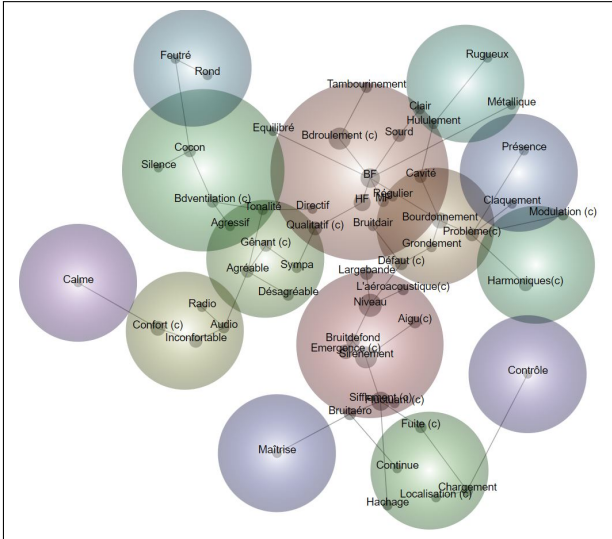 Feutré
Rond
Rugueux
Tambourinement
Clair
Métallique
Hululement
Equilibré
Bdroulement (c)
Sourd
Cocon
Présence
Silence
BF
Cavité
Régulier
Bdventilation (c)
Tonalité
Directif
HF
MF
Claquement
Modulation (c)
Agressif
Qualitatif (c)
Bruitdair
Bourdonnement
Problème(c)
Gênant (c)
Grondement
Défaut (c)
Sympa
Agréable
Largebande
Calme
Désagréable
L'aéroacoustique(c)
Harmoniques(c)
Radio
Niveau
Confort (c)
Audio
Aigu(c)
Inconfortable
Bruitdefond
Emergence (c)
Sifflement (c)
Contrôle
Bruitaéro
Fuite (c)
Maîtrise
Continue
Chargement
Localisation (c)
Hachage